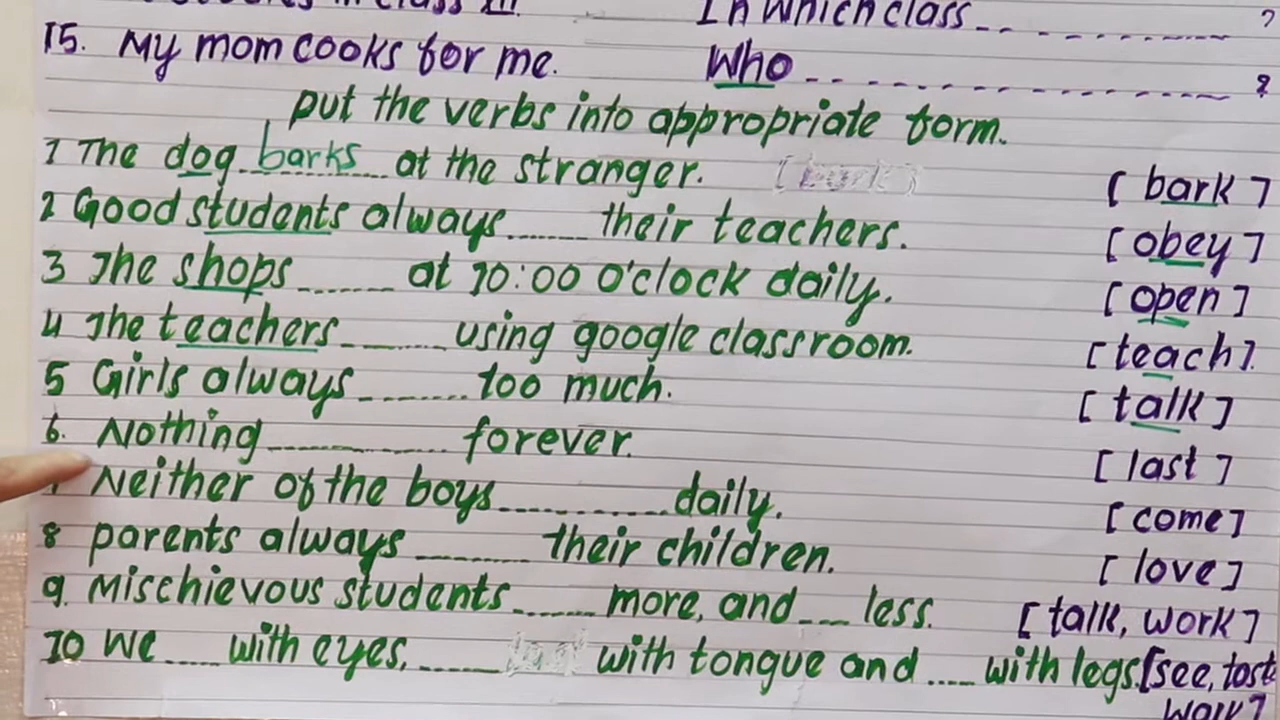 In which class - - - - - - - - - - ?
15. My mom cooks for me. Who - - - - - - - - - - - - - - ?
put the verbs into appropriate form.
1 The dog barks at the stranger. [ bark ]
2 Good students always ........ their teachers. [ obey ]
3 The shops ........ at 10:00 O'clock daily. [ open ]
4 The teachers ........ using google classroom. [ teach ].
5 Girls always ........ too much. [ talk ]
6. Nothing ............ forever. [ last ]
Neither of the boys ............ daily. [ come ]
8 parents always ........ their children. [ love ]
9. Mischievous students ...... more, and .... less. [ talk, work ]
10 We ..... with eyes, ...... with tongue and .... with legs. [see,
walk ]